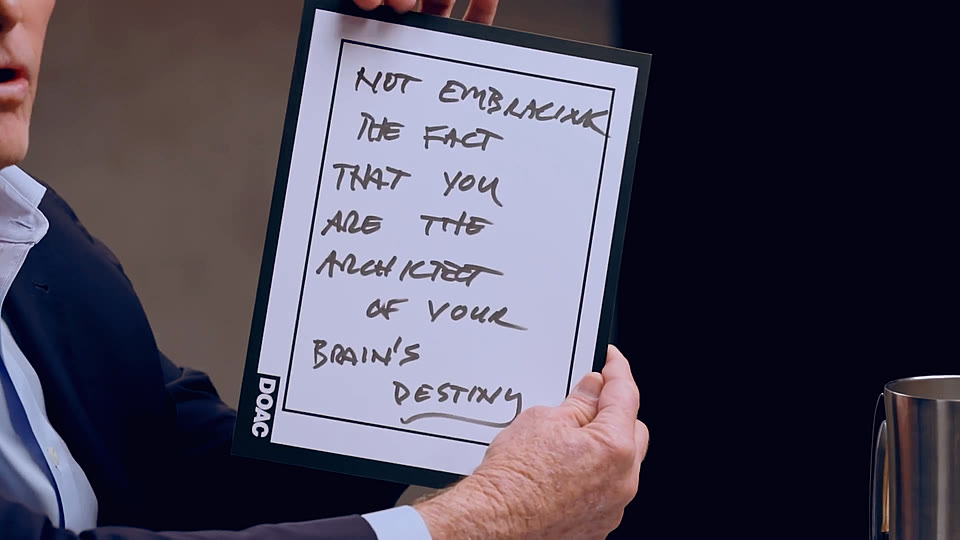 NOT EMBRACING
THE FACT
THAT YOU
ARE THE
ARCHITECT
OF YOUR
BRAIN'S
DESTINY
DOAC